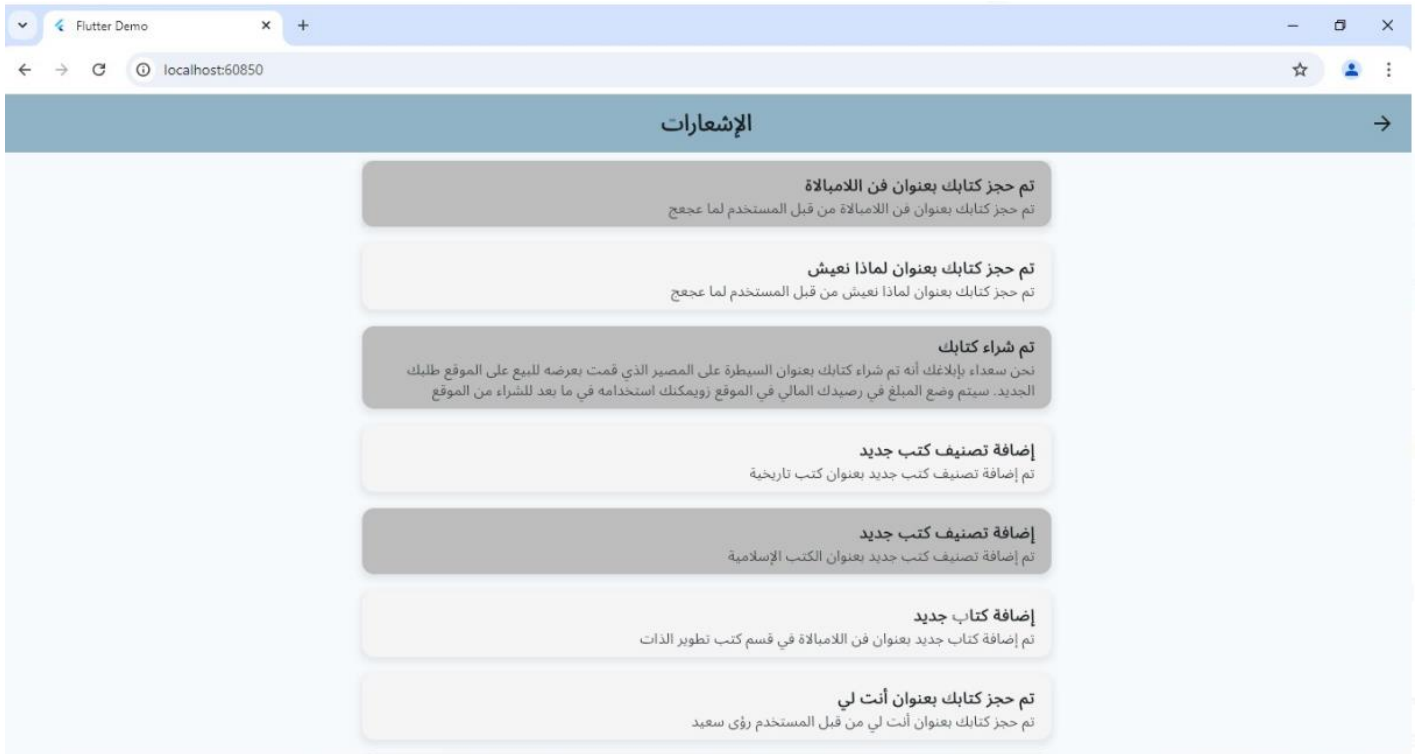 Flutter Demo
localhost:60850
الإشعارات
تم حجز كتابك بعنوان فن اللامبالاة
تم حجز كتابك بعنوان فن اللامبالاة من قبل المستخدم لما عجعج
تم حجز كتابك بعنوان لماذا نعيش
تم حجز كتابك بعنوان لماذا نعيش من قبل المستخدم لما عجعج
تم شراء كتابك
نحن سعداء بإبلاغك أنه تم شراء كتابك بعنوان السيطرة على المصير الذي قمت بعرضه للبيع على الموقع طلبك
الجديد. سيتم وضع المبلغ في رصيدك المالي في الموقع زويمكنك استخدامه في ما بعد للشراء من الموقع
إضافة تصنيف كتب جديد
تم إضافة تصنيف كتب جديد بعنوان كتب تاريخية
إضافة تصنيف كتب جديد
تم إضافة تصنيف كتب جديد بعنوان الكتب الإسلامية
إضافة كتاب جديد
تم إضافة كتاب جديد بعنوان فن اللامبالاة في قسم كتب تطوير الذات
تم حجز كتابك بعنوان أنت لي
تم حجز كتابك بعنوان أنت لي من قبل المستخدم رؤى سعيد